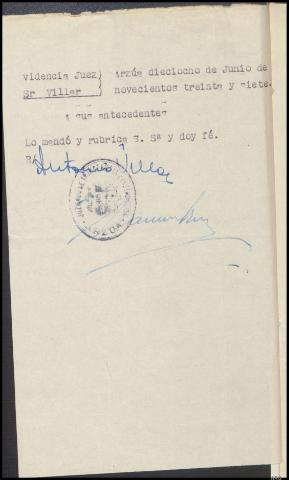 videncia Juez) Arzúa dieciocho de Junio de
Sr Villar ) novecientos treinta y siete.
A sus antecedentes
Lo mandó y rubrica S. Sª y doy fé.
Antonio Villar
ARZUA